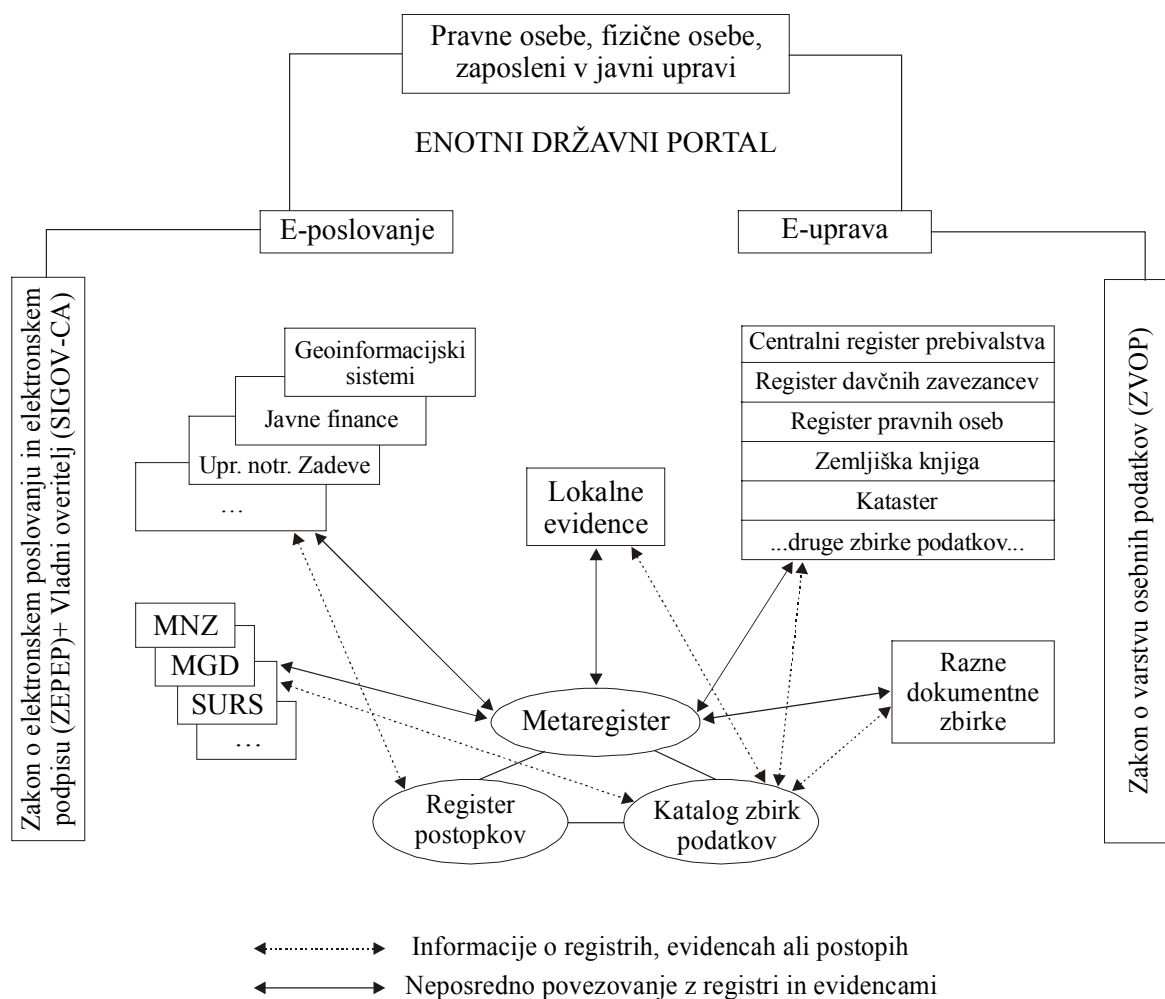 Pravne osebe, fizične osebe,
zaposleni v javni upravi
ENOTNI DRŽAVNI PORTAL
E-poslovanje
E-uprava
Zakon o elektronskem poslovanju in elektronskem
podpisu (ZEPEP)+ Vladni overitelj (SIGOV-CA)
Geoinformacijski
sistemi
Javne finance
Upr. notr. Zadeve
...
Lokalne
evidence
Centralni register prebivalstva
Register davčnih zavezancev
Register pravnih oseb
Zemljiška knjiga
Kataster
...druge zbirke podatkov...
Zakon o varstvu osebnih podatkov (ZVOP)
MNZ
MGD
SURS
...
Razne
dokumentne
zbirke
Metaregister
Register
postopkov
Katalog zbirk
podatkov
Informacije o registrih, evidencah ali postopih
Neposredno povezovanje z registri in evidencami